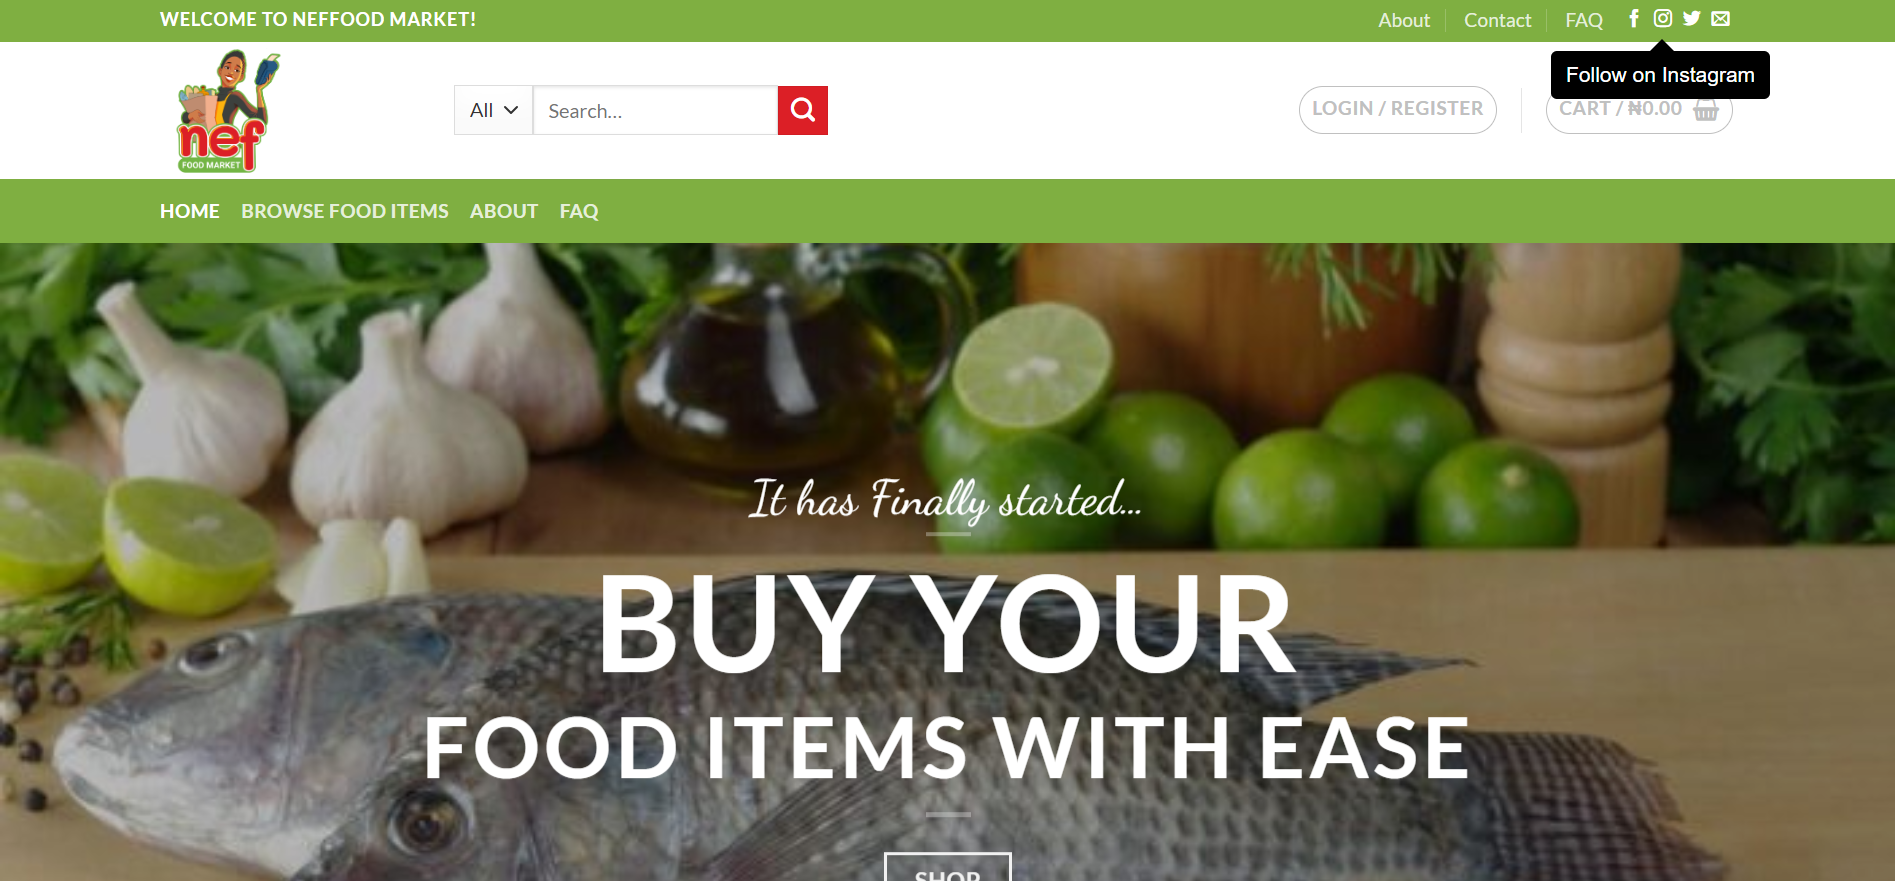 WELCOME TO NEFFOOD MARKET!
About
Contact
FAQ
Follow on Instagram
nef
FOOD MARKET
All
Search...
LOGIN / REGISTER
CART / ₦0.00
HOME
BROWSE FOOD ITEMS
ABOUT
FAQ
It has Finally started...
BUY YOUR
FOOD ITEMS WITH EASE
SHOP